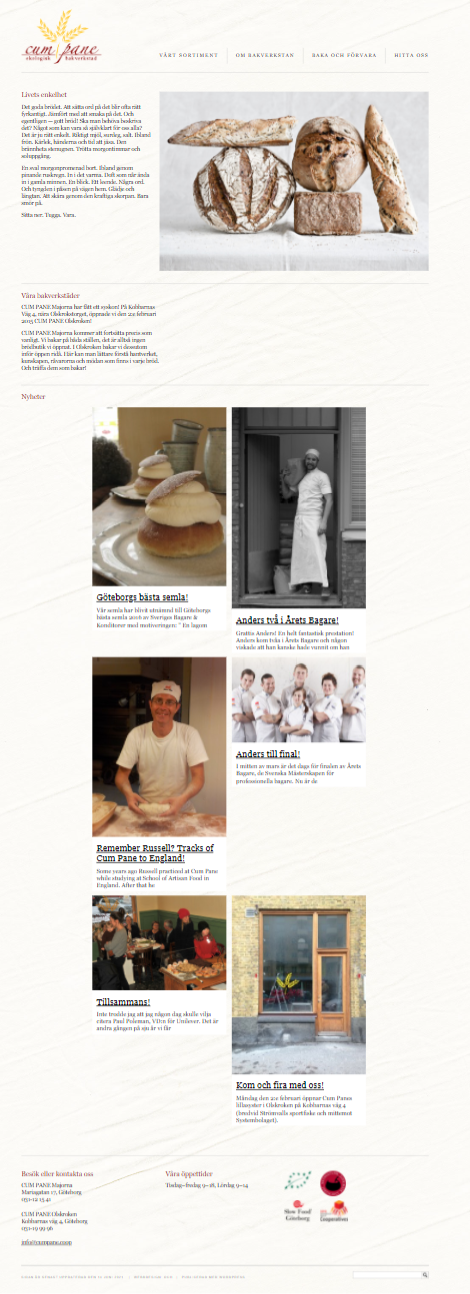 cum pane
ekologisk bakverkstad
VÅRT SORTIMENT
OM BAKVERKSTAN
BAKA OCH FÖRVARA
HITTA OSS
Livets enkelhet
Det goda brödet. Att sätta ord på det blir ofta rätt
fyrkantigt. Jämfört med att smaka på det. Och
egentligen – gott bröd! Ska man behöva beskriva
det? Något som kan vara så självklart för oss alla?
Det är ju rätt enkelt. Riktigt mjöl, surdeg, salt. Ibland
frön. Kärlek, händerna och tid att jäsa. Den
brännheta stenugnen. Trötta morgontimmar och
soluppgång.
En sval morgonpromenad bort. Ibland genom
pinande ruskregn. In i det varma. Doft som når ända
in i gamla minnen. En blick. Ett leende. Några ord.
Och tyngden i påsen på vägen hem. Glädje och
längtan. Att skära genom den kraftiga skorpan. Bara
smör på.
Sätta ner. Tugga. Vara.
Våra bakverkstäder
CUM PANE Majorna har fått ett syskon! På Kobbarnas
Väg 4, nära Olskrokstorget, öppnade vi den 2:e februari
2015 CUM PANE Olskroken!
CUM PANE Majorna kommer att fortsätta precis som
vanligt. Vi bakar på båda ställen, det är alltså ingen
brödbutik vi öppnat. I Olskroken bakar vi dessutom
inför öppen ridå. Här kan man lättare förstå hantverket,
kunskapen, råvarorna och mödan som finns i varje bröd.
Och träffa dem som bakar!
Nyheter
Göteborgs bästa semla!
Vår semla har blivit utnämnd till Göteborgs
bästa semla 2016 av Sveriges Bagare &
Konditorer med motiveringen: " En lagom
Anders två i Årets Bagare!
Grattis Anders! En helt fantastisk prestation!
Anders kom tvåa i Årets Bagare och någon
viskade att han kanske hade vunnit om han
Remember Russell? Tracks of
Cum Pane to England!
Some years ago Russell practiced at Cum Pane
while studying at School of Artisan Food in
England. After that he
Anders till final!
I mitten av mars är det dags för finalen av Årets
Bagare, de Svenska Mästerskapen för
professionella bagare. Nu är de
Tillsammans!
Inte trodde jag att jag någon dag skulle vilja
citera Paul Poleman, VD:n för Unilever. Det är
andra gången på sju år vi får
Kom och fira med oss!
Måndag den 2:e februari öppnar Cum Panes
lillasyster i Olskroken på Kobbarnas väg 4
(bredvid Strömvalls sportfiske och mittemot
Systembolaget).
Besök eller kontakta oss
CUM PANE Majorna
Mariagatan 17, Göteborg
031-12 15 41
CUM PANE Olskroken
Kobbarnas väg 4, Göteborg
031-19 99 96
info@cumpane.coop
Våra öppettider
Tisdag–fredag 9–18, Lördag 9–14
Slow Food
Göteborg
Cooperatives